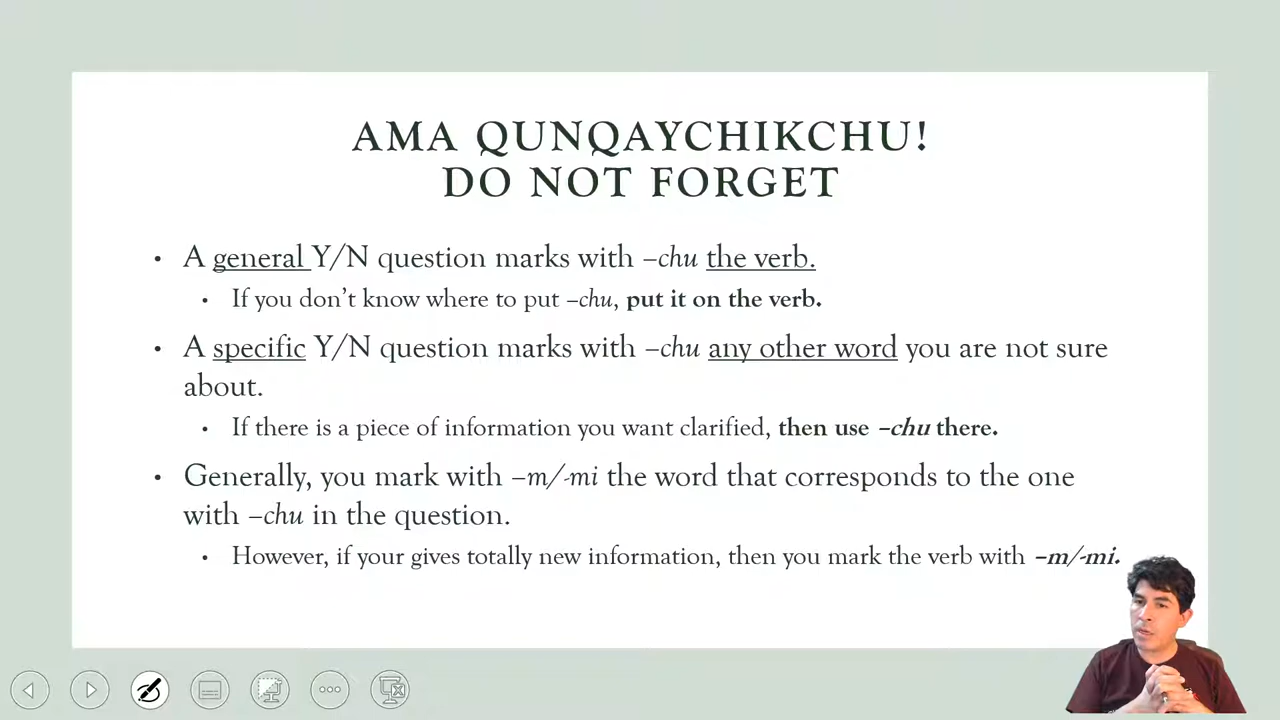 AMA QUNQAYCHIKCHU!
DO NOT FORGET
• A general Y/N question marks with –chu the verb.
• If you don't know where to put –chu, put it on the verb.
• A specific Y/N question marks with –chu any other word you are not sure
about.
• If there is a piece of information you want clarified, then use –chu there.
• Generally, you mark with –m/-mi the word that corresponds to the one
with –chu in the question.
• However, if your gives totally new information, then you mark the verb with –m/-mi.